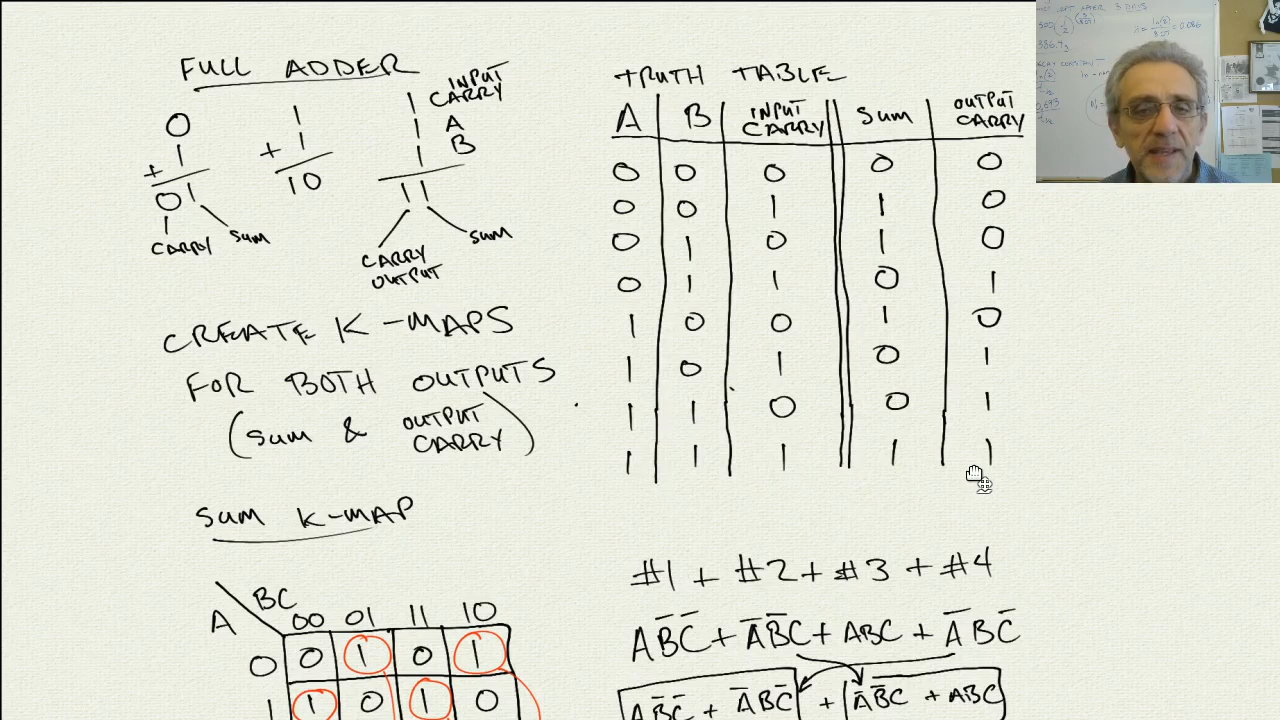 FULL ADDER
0
+ 1
01
CARRY SUM
1
+ 1
10
1 INPUT CARRY
1 A
1 B
11
CARRY OUTPUT SUM
CREATE K-MAPS
FOR BOTH OUTPUTS
(SUM & OUTPUT CARRY)
TRUTH TABLE
A B INPUT CARRY SUM OUTPUT CARRY
0 0 0 0 0
0 0 1 1 0
0 1 0 1 0
0 1 1 0 1
1 0 0 1 0
1 0 1 0 1
1 1 0 0 1
1 1 1 1 1
SUM K-MAP
A BC 00 01 11 10
0 0 1 0 1
1 1 0 1 0
#1 + #2 + #3 + #4
AB̅C̅ + A̅B̅C + ABC + A̅BC̅
AB̅C̅ + A̅BC̅ + A̅B̅C + ABC